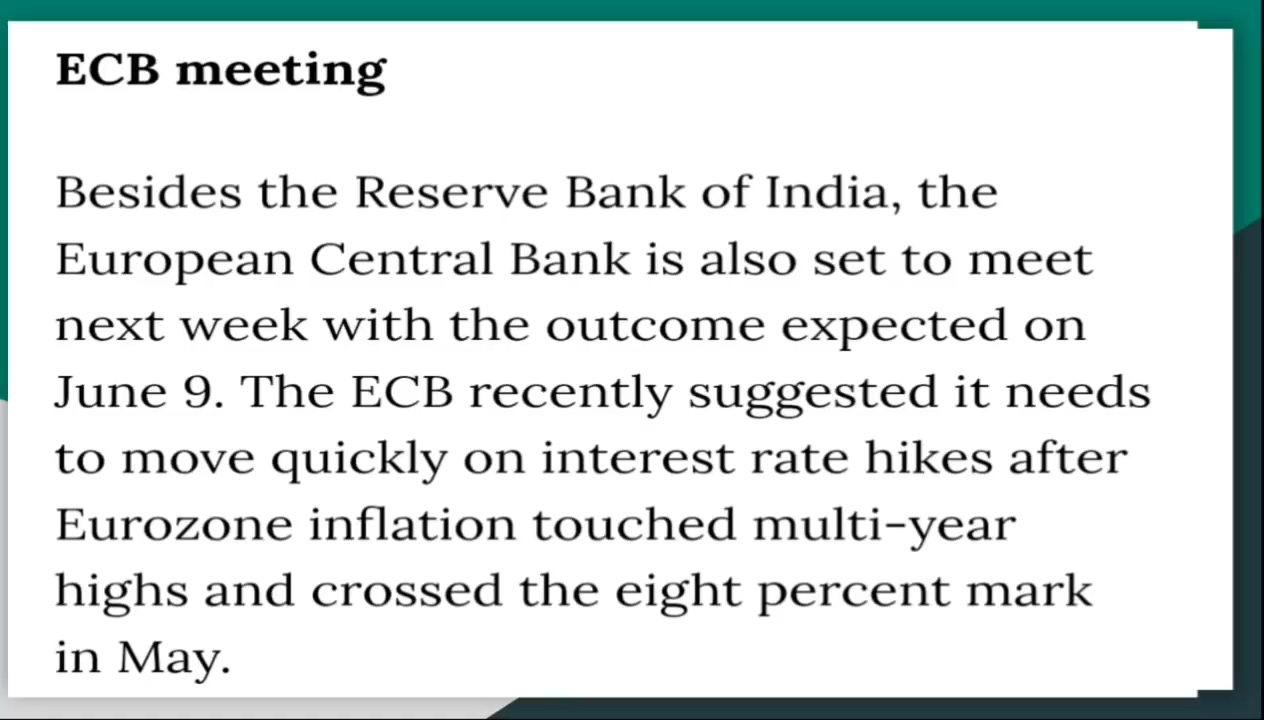 ECB meeting
Besides the Reserve Bank of India, the
European Central Bank is also set to meet
next week with the outcome expected on
June 9. The ECB recently suggested it needs
to move quickly on interest rate hikes after
Eurozone inflation touched multi-year
highs and crossed the eight percent mark
in May.